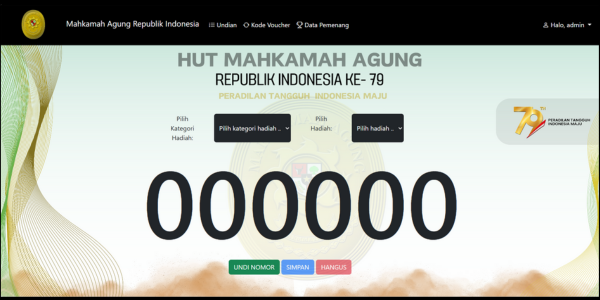 Mahkamah Agung Republik Indonesia
Undian
Kode Voucher
Data Pemenang
Halo, admin
HUT MAHKAMAH AGUNG
REPUBLIK INDONESIA KE- 79
PERADILAN TANGGUH INDONESIA MAJU
Pilih
Kategori
Hadiah:
Pilih kategori hadiah ..
Pilih
Hadiah:
Pilih hadiah ..
79
PERADILAN TANGGUH
INDONESIA MAJU
000000
UNDI NOMOR
SIMPAN
HANGUS